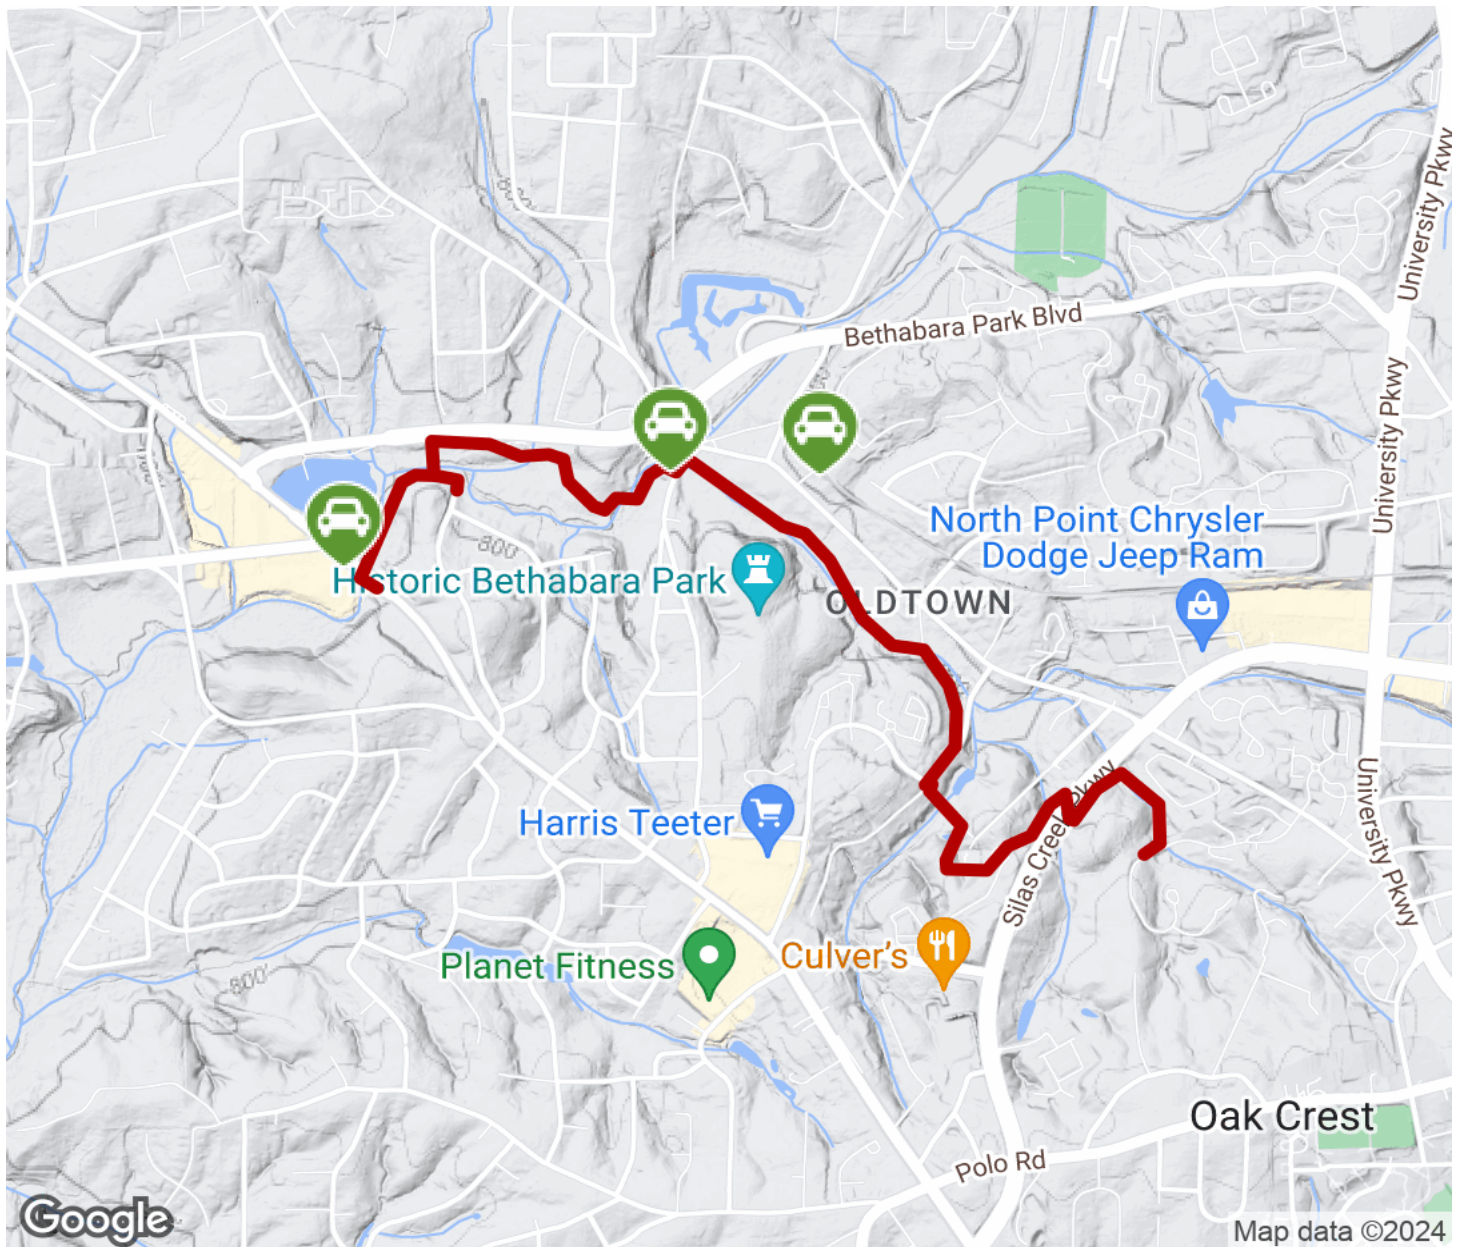 University Pkwy
800'
Bethabara Park Blvd
University Pkwy
North Point Chrysler
Dodge Jeep Ram
800'
Historic Bethabara Park
OLDTOWN
Silas Creek Pkwy
University Pkwy
Harris Teeter
Culver's
Planet Fitness
800'
Oak Crest
Polo Rd
Google
Map data ©2024